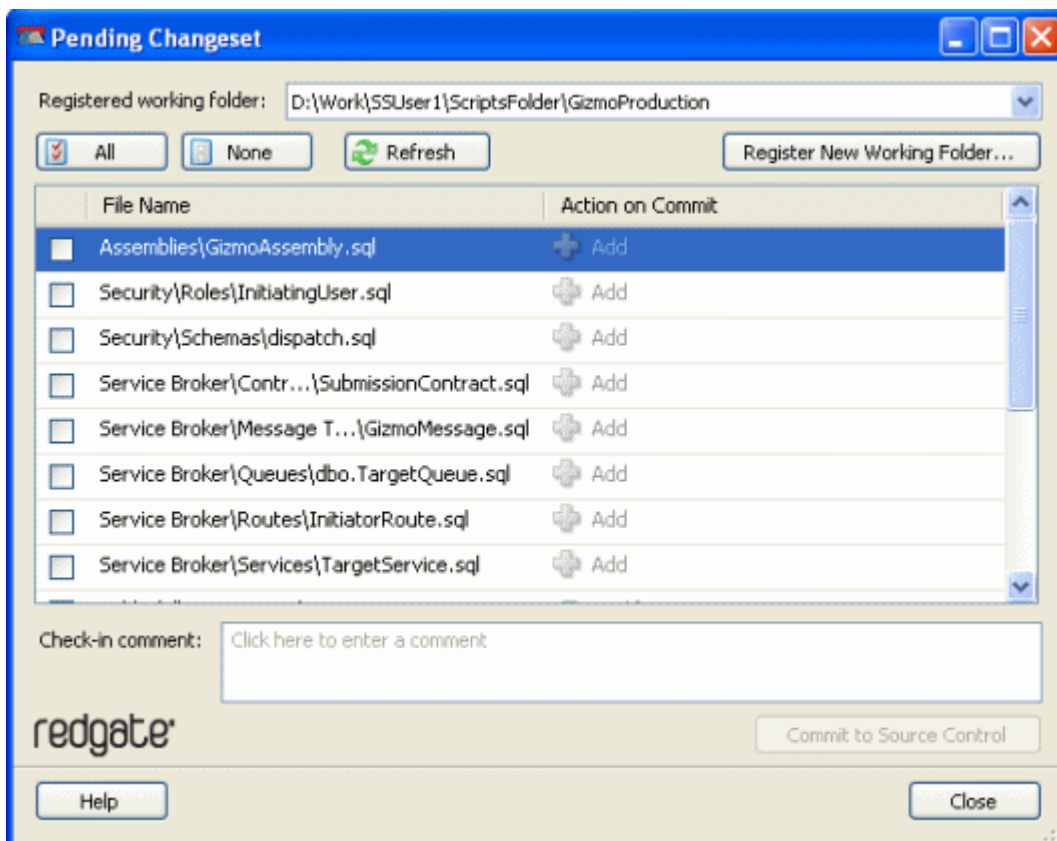 Pending Changeset
Registered working folder: D:\Work\SSUser1\ScriptsFolder\GizmoProduction
All None Refresh Register New Working Folder...
File Name Action on Commit
Assemblies\GizmoAssembly.sql Add
Security\Roles\InitiatingUser.sql Add
Security\Schemas\dispatch.sql Add
Service Broker\Contr...\SubmissionContract.sql Add
Service Broker\Message T...\GizmoMessage.sql Add
Service Broker\Queues\dbo.TargetQueue.sql Add
Service Broker\Routes\InitiatorRoute.sql Add
Service Broker\Services\TargetService.sql Add
Check-in comment: Click here to enter a comment
redgate
Commit to Source Control
Help Close